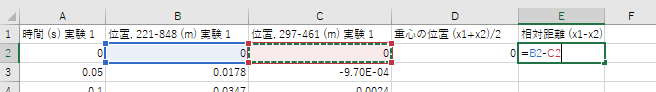 A B C D E F
1 時間 (s) 実験 1 位置, 221-848 (m) 実験 1 位置, 297-461 (m) 実験 1 重心の位置 (x1+x2)/2 相対距離 (x1-x2)
2 0 0 0 0 =B2-C2
3 0.05 0.0178 -9.70E-04
4 0.1 0.0347 0.0024